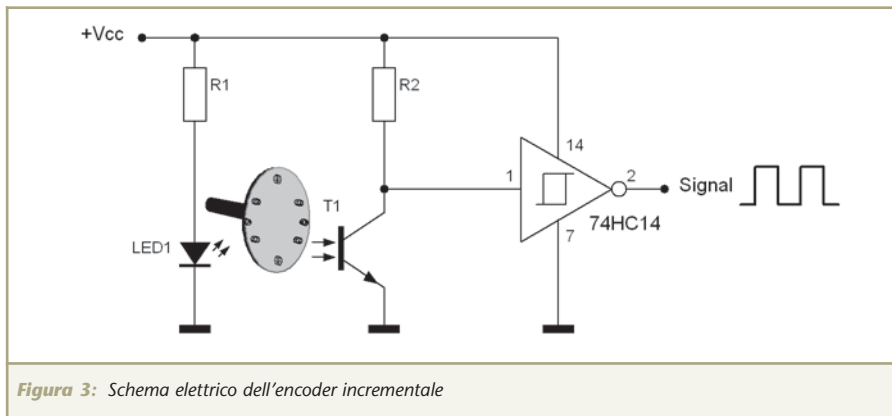 +Vcc
R1
R2
14
1
2
Signal
T1
74HC14
7
LED1
Figura 3: Schema elettrico dell'encoder incrementale